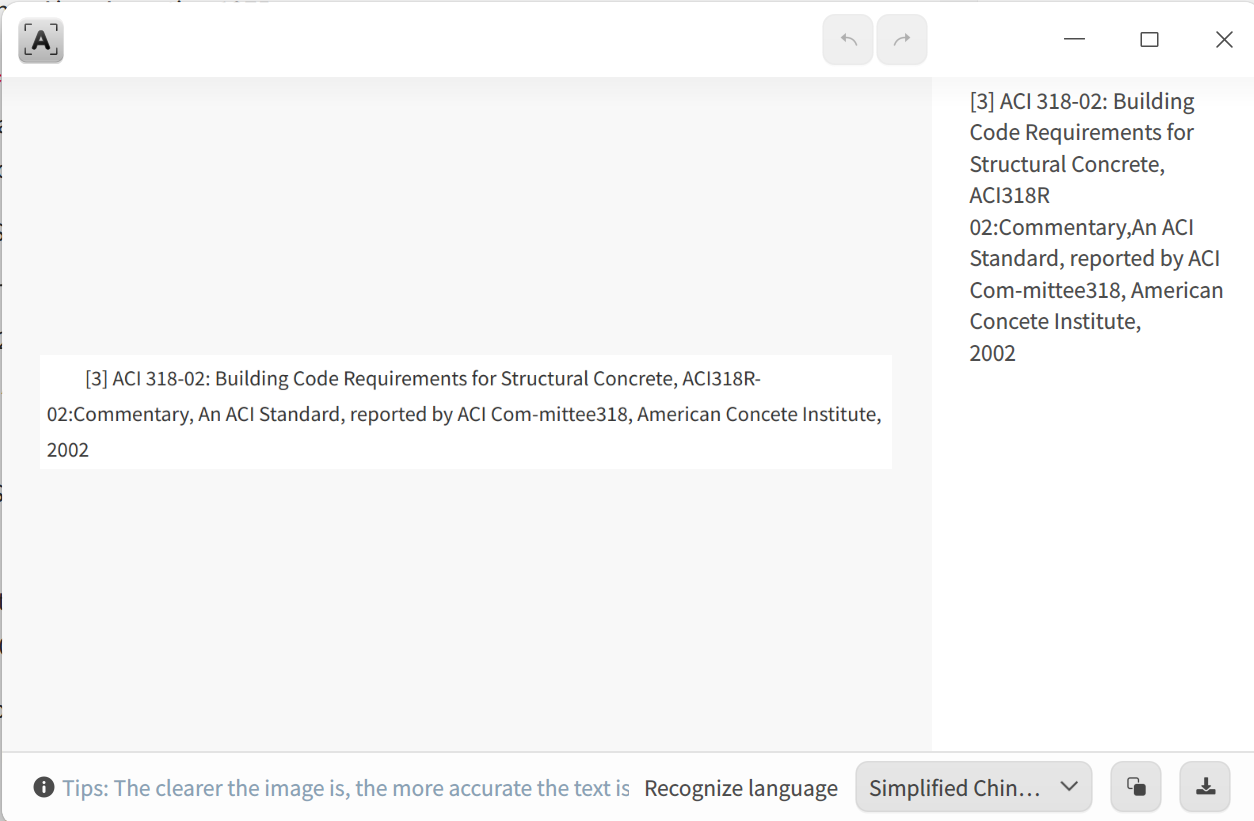 A
[3] ACI 318-02: Building Code Requirements for Structural Concrete, ACI318R-
02:Commentary, An ACI Standard, reported by ACI Com-mittee318, American Concete Institute,
2002
[3] ACI 318-02: Building
Code Requirements for
Structural Concrete,
ACI318R
02:Commentary,An ACI
Standard, reported by ACI
Com-mittee318, American
Concete Institute,
2002
Tips: The clearer the image is, the more accurate the text is
Recognize language
Simplified Chin...